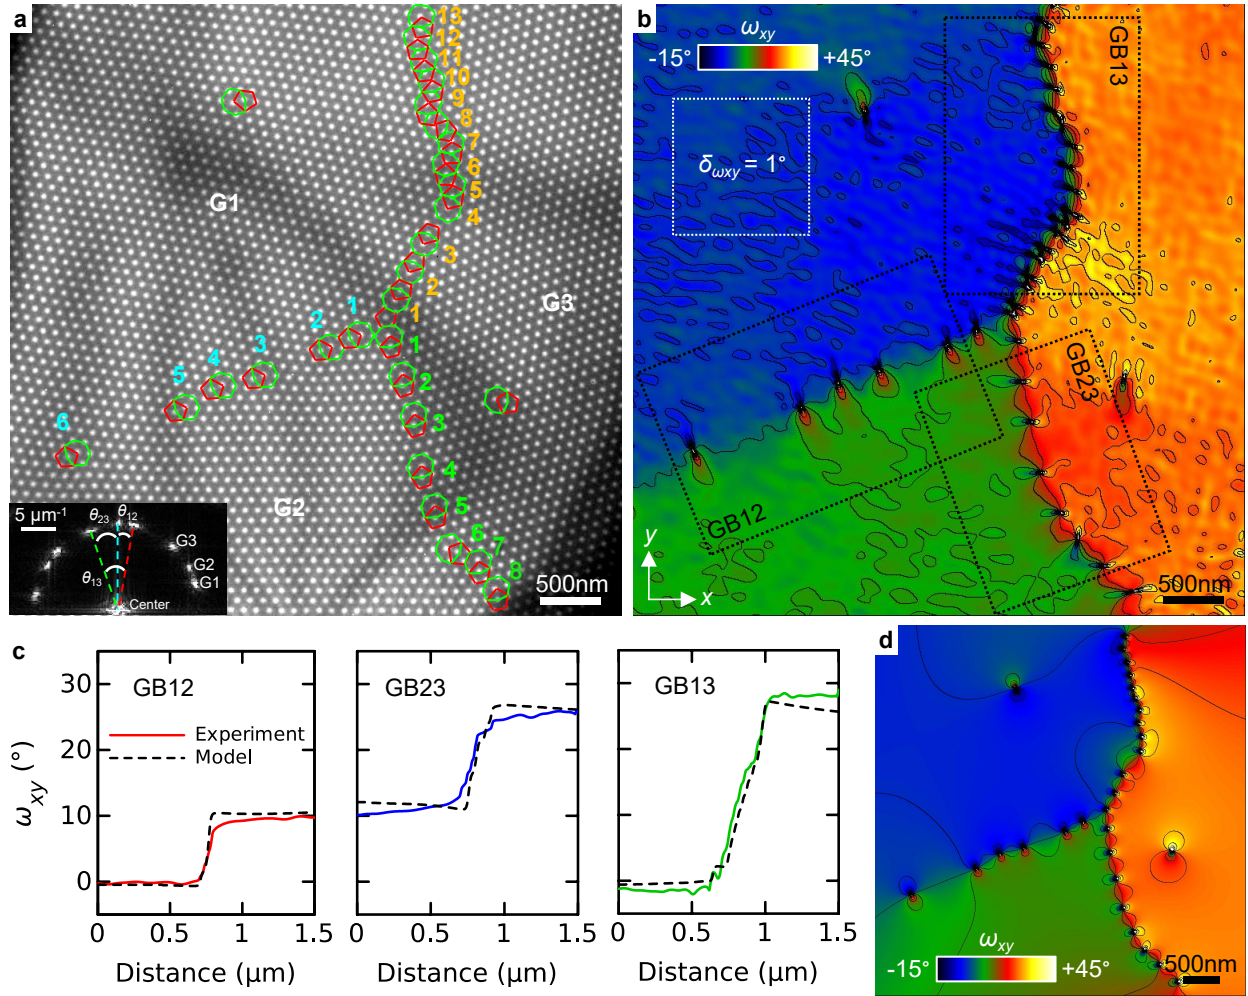 a
13
12
11
10
9
8
7
6
5
4
3
2
1
G1
G3
G2
1
2
3
4
5
6
1
2
3
4
5
6
7
8
500nm
5 µm⁻¹
θ₂₃
θ₁₂
θ₁₃
G3
G2
G1
Center
b
ωxy
-15°
+45°
GB13
δωxy = 1°
GB23
GB12
y
x
500nm
c
GB12
Experiment
Model
GB23
GB13
ωxy (°)
30
20
10
0
0
0.5
1
1.5
0
0.5
1
1.5
0
0.5
1
1.5
Distance (µm)
Distance (µm)
Distance (µm)
d
ωxy
-15°
+45°
500nm